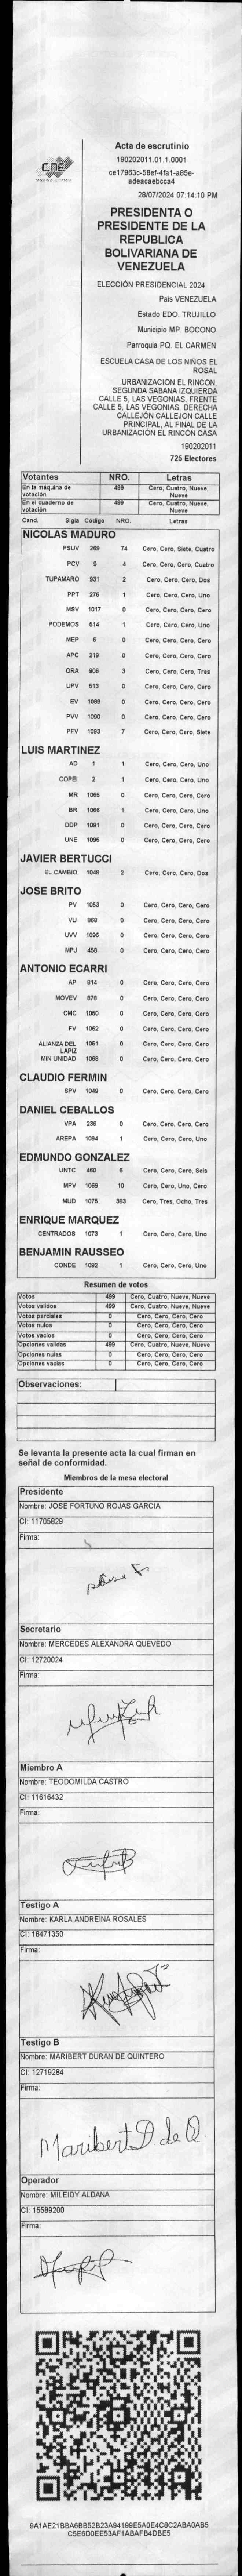 CNE
Acta de escrutinio
190202011.01.1.0001
ce17963c-58ef-4fa1-a85e-
adeacaebcca4
28/07/2024 07:14:10 PM
PRESIDENTA O
PRESIDENTE DE LA
REPUBLICA
BOLIVARIANA DE
VENEZUELA
ELECCIÓN PRESIDENCIAL 2024
País VENEZUELA
Estado EDO. TRUJILLO
Municipio MP. BOCONO
Parroquia PQ. EL CARMEN
ESCUELA CASA DE LOS NIÑOS EL
ROSAL
URBANIZACIÓN EL RINCON,
SEGUNDA SABANA IZQUIERDA
CALLE 5, LAS VEGONIAS. FRENTE
CALLE 5, LAS VEGONIAS. DERECHA
CALLEJÓN CALLEJON CALLE
PRINCIPAL, AL FINAL DE LA
URBANIZACIÓN EL RINCÓN CASA
190202011
725 Electores
Votantes NRO. Letras
En la máquina de votación 499 Cero, Cuatro, Nueve, Nueve
En el cuaderno de votación 499 Cero, Cuatro, Nueve, Nueve
Cand. Sigla Código NRO. Letras
NICOLAS MADURO
PSUV 269 74 Cero, Cero, Siete, Cuatro
PCV 9 4 Cero, Cero, Cero, Cuatro
TUPAMARO 931 2 Cero, Cero, Cero, Dos
PPT 276 1 Cero, Cero, Cero, Uno
MSV 1017 0 Cero, Cero, Cero, Cero
PODEMOS 514 1 Cero, Cero, Cero, Uno
MEP 6 0 Cero, Cero, Cero, Cero
APC 219 0 Cero, Cero, Cero, Cero
ORA 906 3 Cero, Cero, Cero, Tres
UPV 613 0 Cero, Cero, Cero, Cero
EV 1089 0 Cero, Cero, Cero, Cero
PVV 1090 0 Cero, Cero, Cero, Cero
PFV 1093 7 Cero, Cero, Cero, Siete
LUIS MARTINEZ
AD 1 1 Cero, Cero, Cero, Uno
COPEI 2 1 Cero, Cero, Cero, Uno
MR 1065 0 Cero, Cero, Cero, Cero
BR 1066 1 Cero, Cero, Cero, Uno
DDP 1091 0 Cero, Cero, Cero, Cero
UNE 1095 0 Cero, Cero, Cero, Cero
JAVIER BERTUCCI
EL CAMBIO 1048 2 Cero, Cero, Cero, Dos
JOSE BRITO
PV 1053 0 Cero, Cero, Cero, Cero
VU 869 0 Cero, Cero, Cero, Cero
UVV 1096 0 Cero, Cero, Cero, Cero
MPJ 458 0 Cero, Cero, Cero, Cero
ANTONIO ECARRI
AP 814 0 Cero, Cero, Cero, Cero
MOVEV 878 0 Cero, Cero, Cero, Cero
CMC 1050 0 Cero, Cero, Cero, Cero
FV 1062 0 Cero, Cero, Cero, Cero
ALIANZA DEL LÁPIZ 1051 0 Cero, Cero, Cero, Cero
MIN UNIDAD 1088 0 Cero, Cero, Cero, Cero
CLAUDIO FERMIN
SPV 1049 0 Cero, Cero, Cero, Cero
DANIEL CEBALLOS
VPA 236 0 Cero, Cero, Cero, Cero
AREPA 1094 1 Cero, Cero, Cero, Uno
EDMUNDO GONZALEZ
UNTC 460 6 Cero, Cero, Cero, Seis
MPV 1069 10 Cero, Cero, Uno, Cero
MUD 1075 383 Cero, Tres, Ocho, Tres
ENRIQUE MARQUEZ
CENTRADOS 1073 1 Cero, Cero, Cero, Uno
BENJAMIN RAUSSEO
CONDE 1092 1 Cero, Cero, Cero, Uno
Resumen de votos
Votos 499 Cero, Cuatro, Nueve, Nueve
Votos validos 499 Cero, Cuatro, Nueve, Nueve
Votos parciales 0 Cero, Cero, Cero, Cero
Votos nulos 0 Cero, Cero, Cero, Cero
Votos vacios 0 Cero, Cero, Cero, Cero
Opciones validas 499 Cero, Cuatro, Nueve, Nueve
Opciones nulas 0 Cero, Cero, Cero, Cero
Opciones vacias 0 Cero, Cero, Cero, Cero
Observaciones:
Se levanta la presente acta la cual firman en
señal de conformidad.
Miembros de la mesa electoral
Presidente
Nombre: JOSE FORTUNO ROJAS GARCIA
CI: 11705829
Firma:
Secretario
Nombre: MERCEDES ALEXANDRA QUEVEDO
CI: 12720024
Firma:
Miembro A
Nombre: TEODOMILDA CASTRO
CI: 11616432
Firma:
Testigo A
Nombre: KARLA ANDREINA ROSALES
CI: 16471350
Firma:
Testigo B
Nombre: MARIBERT DURAN DE QUINTERO
CI: 12719284
Firma:
Maribert D de Q.
Operador
Nombre: MILEIDY ALDANA
CI: 15589200
Firma:
9A1AE21BBA6BB52B23A94199E5A0E4C8C2ABA0AB5
C5E6D0EE53AF1ABAFB4DBE5